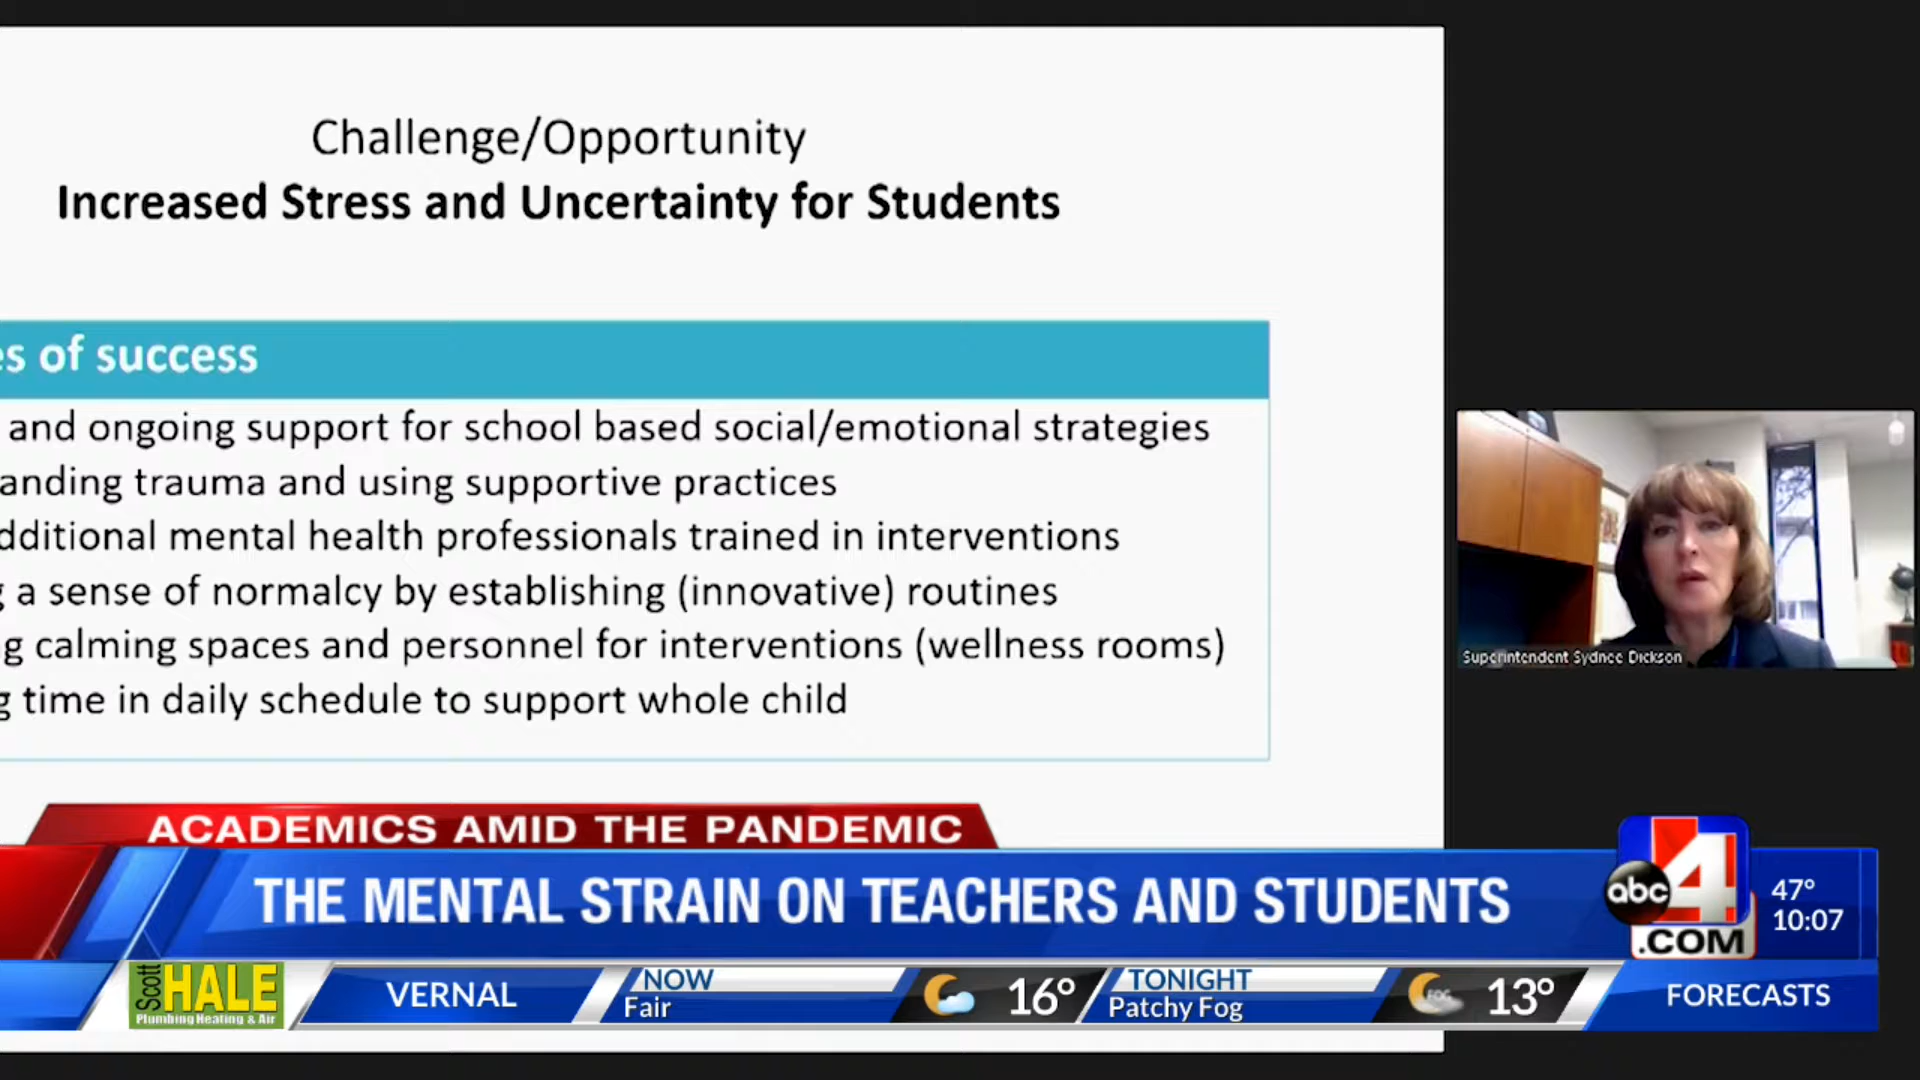 Challenge/Opportunity
Increased Stress and Uncertainty for Students
es of success
and ongoing support for school based social/emotional strategies
anding trauma and using supportive practices
dditional mental health professionals trained in interventions
g a sense of normalcy by establishing (innovative) routines
g calming spaces and personnel for interventions (wellness rooms)
g time in daily schedule to support whole child
Superintendent Sydnee Dickson
ACADEMICS AMID THE PANDEMIC
THE MENTAL STRAIN ON TEACHERS AND STUDENTS
abc 4
.COM
47°
10:07
Scott HALE
Plumbing Heating & Air
VERNAL
NOW
Fair
16°
TONIGHT
Patchy Fog
FOG
13°
FORECASTS